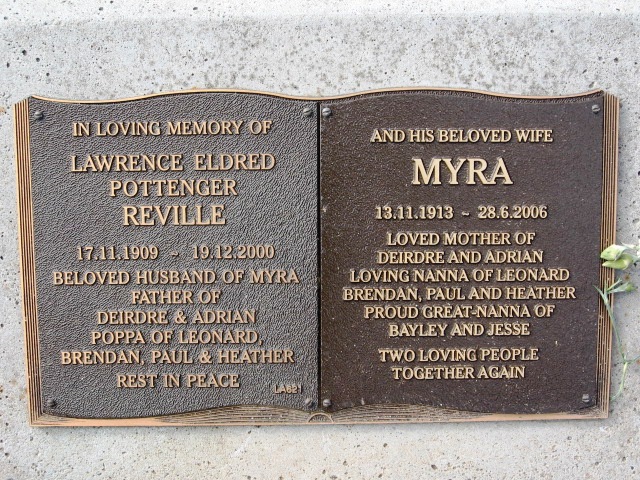 IN LOVING MEMORY OF
LAWRENCE ELDRED
POTTENGER
REVILLE
17.11.1909 ~ 19.12.2000
BELOVED HUSBAND OF MYRA
FATHER OF
DEIRDRE & ADRIAN
POPPA OF LEONARD,
BRENDAN, PAUL & HEATHER
REST IN PEACE
LA621
AND HIS BELOVED WIFE
MYRA
13.11.1913 ~ 28.6.2006
LOVED MOTHER OF
DEIRDRE AND ADRIAN
LOVING NANNA OF LEONARD
BRENDAN, PAUL AND HEATHER
PROUD GREAT-NANNA OF
BAYLEY AND JESSE
TWO LOVING PEOPLE
TOGETHER AGAIN